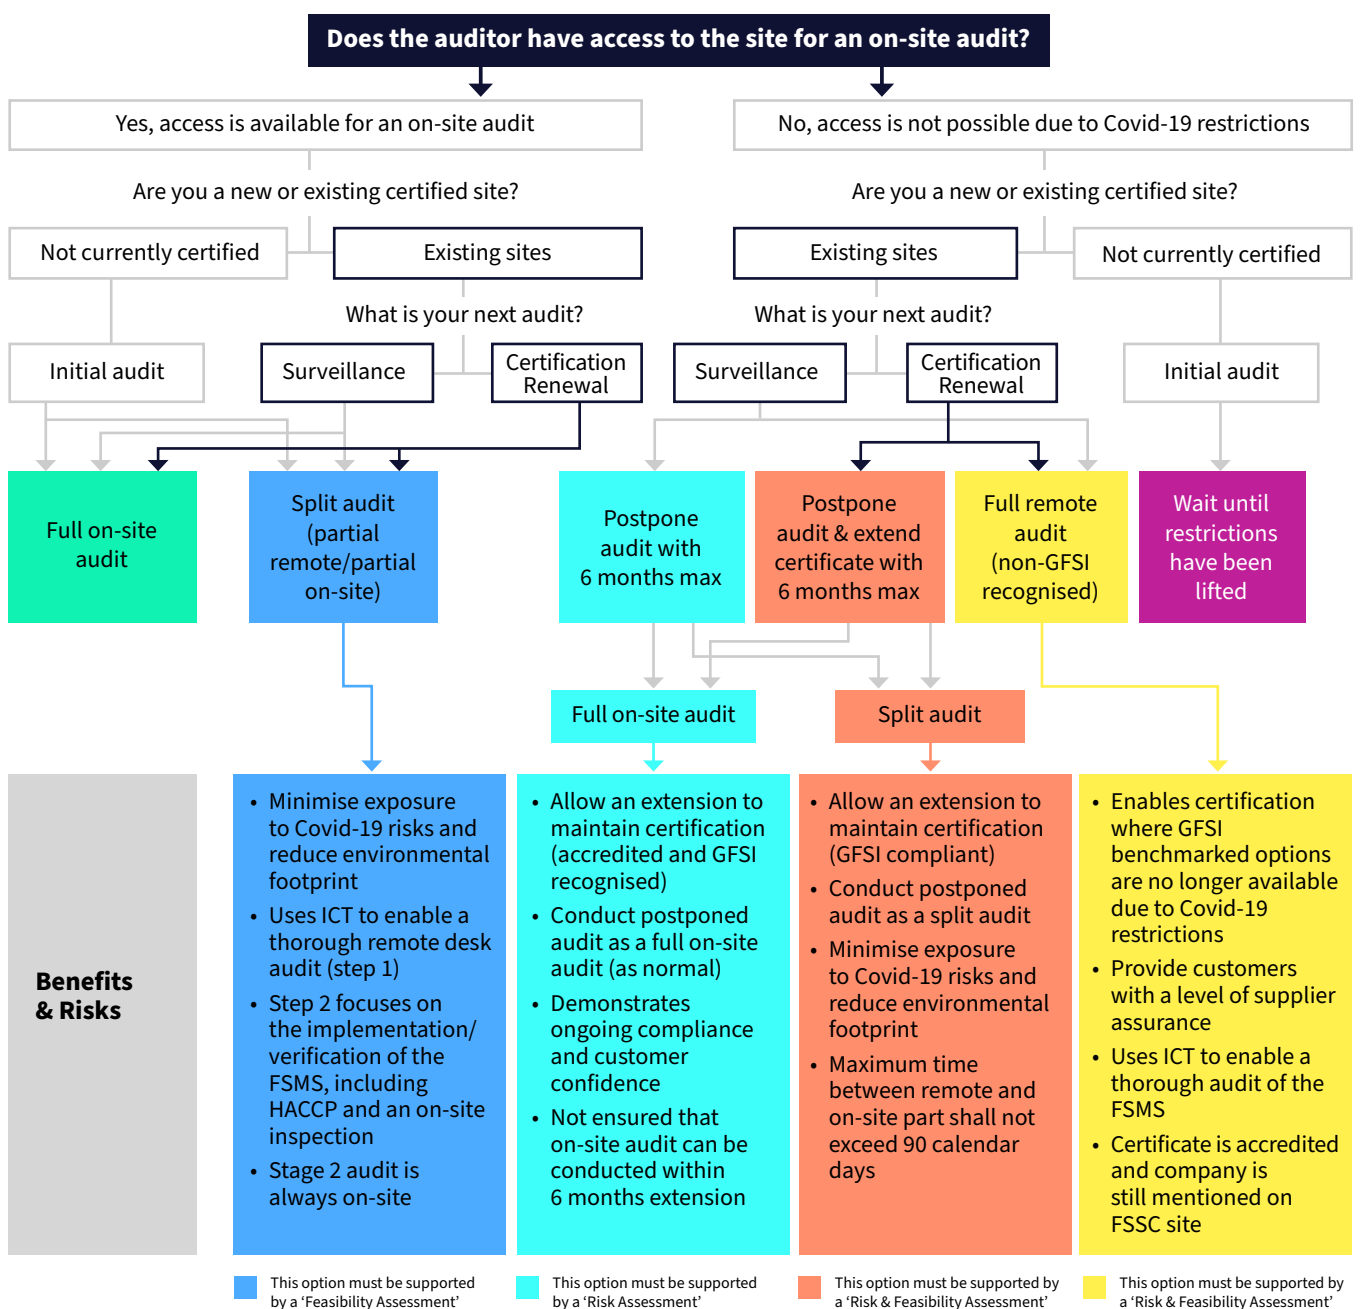 Does the auditor have access to the site for an on-site audit?
Yes, access is available for an on-site audit
No, access is not possible due to Covid-19 restrictions
Are you a new or existing certified site?
Are you a new or existing certified site?
Not currently certified
Existing sites
Existing sites
Not currently certified
What is your next audit?
What is your next audit?
Initial audit
Surveillance
Certification
Renewal
Surveillance
Certification
Renewal
Initial audit
Full on-site
audit
Split audit
(partial
remote/partial
on-site)
Postpone
audit with
6 months max
Postpone
audit & extend
certificate with
6 months max
Full remote
audit
(non-GFSI
recognised)
Wait until
restrictions
have been
lifted
Full on-site audit
Split audit
Benefits
& Risks
• Minimise exposure
to Covid-19 risks and
reduce environmental
footprint
• Uses ICT to enable a
thorough remote desk
audit (step 1)
• Step 2 focuses on
the implementation/
verification of the
FSMS, including
HACCP and an on-site
inspection
• Stage 2 audit is
always on-site
• Allow an extension to
maintain certification
(accredited and GFSI
recognised)
• Conduct postponed
audit as a full on-site
audit (as normal)
• Demonstrates
ongoing compliance
and customer
confidence
• Not ensured that
on-site audit can be
conducted within
6 months extension
• Allow an extension to
maintain certification
(GFSI compliant)
• Conduct postponed
audit as a split audit
• Minimise exposure
to Covid-19 risks and
reduce environmental
footprint
• Maximum time
between remote and
on-site part shall not
exceed 90 calendar
days
• Enables certification
where GFSI
benchmarked options
are no longer available
due to Covid-19
restrictions
• Provide customers
with a level of supplier
assurance
• Uses ICT to enable a
thorough audit of the
FSMS
• Certificate is accredited
and company is
still mentioned on
FSSC site
This option must be supported
by a ‘Feasibility Assessment’
This option must be supported
by a ‘Risk Assessment’
This option must be supported by
a ‘Risk & Feasibility Assessment’
This option must be supported by
a ‘Risk & Feasibility Assessment’